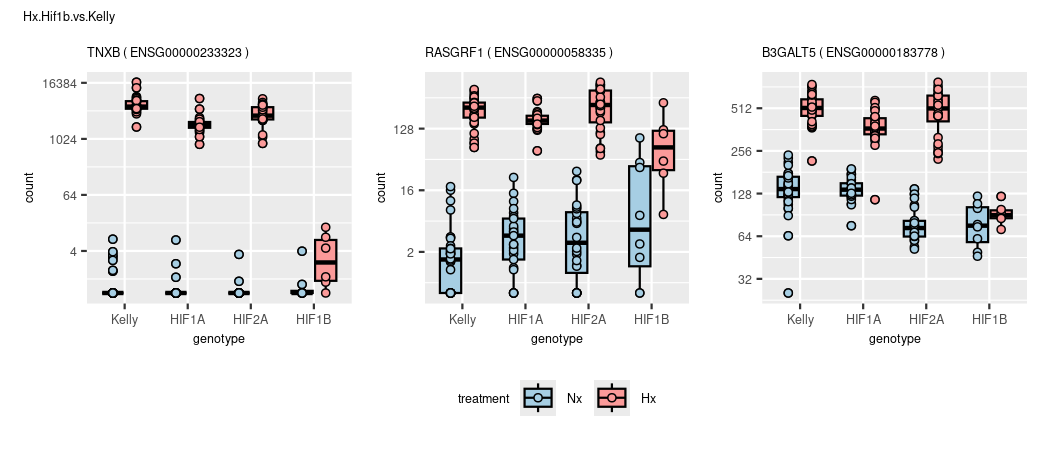 Hx.Hif1b.vs.Kelly
TNXB ( ENSG00000233323 )
RASGRF1 ( ENSG00000058335 )
B3GALT5 ( ENSG00000183778 )
count
16384
1024
64
4
Kelly
HIF1A
HIF2A
HIF1B
genotype
count
128
16
2
Kelly
HIF1A
HIF2A
HIF1B
genotype
count
512
256
128
64
32
Kelly
HIF1A
HIF2A
HIF1B
genotype
treatment
Nx
Hx